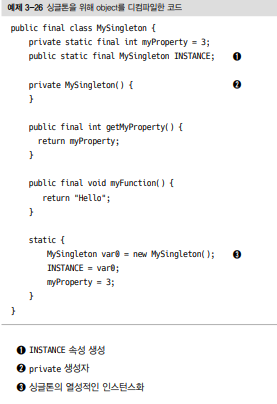 예제 3-26 싱글톤을 위해 object를 디컴파일한 코드
public final class MySingleton {
    private static final int myProperty = 3;
    public static final MySingleton INSTANCE; ❶
    private MySingleton() { ❷
    }
    public final int getMyProperty() {
      return myProperty;
    }
    public final void myFunction() {
       return "Hello";
    }
    static {
       MySingleton var0 = new MySingleton(); ❸
       INSTANCE = var0;
       myProperty = 3;
    }
}
❶ INSTANCE 속성 생성
❷ private 생성자
❸ 싱글톤의 열성적인 인스턴스화